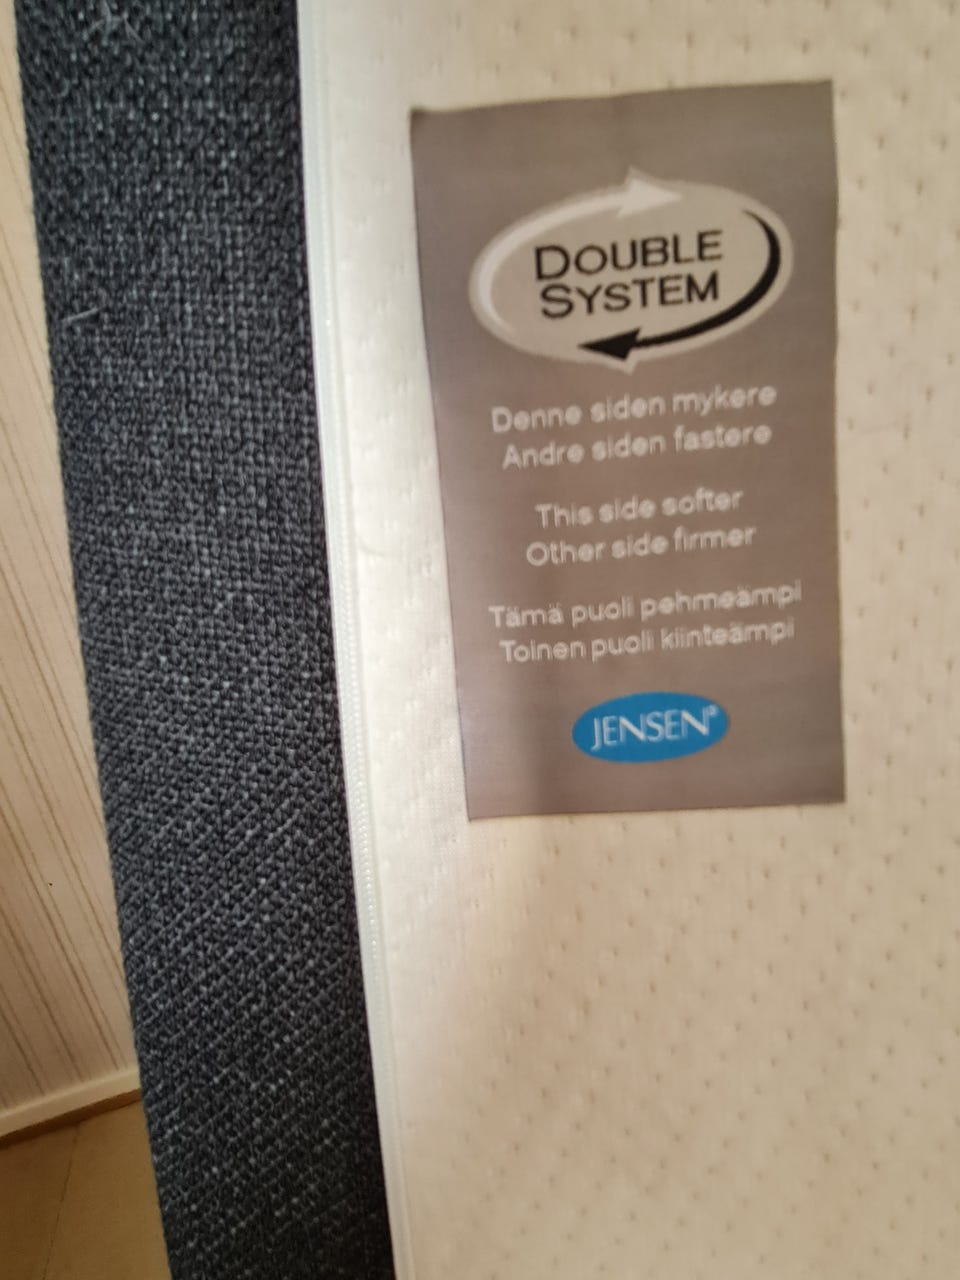 DOUBLE
SYSTEM
Denne siden mykere
Andre siden fastere
This side softer
Other side firmer
Tämä puoli pehmeämpi
Toinen puoli kiinteämpi
JENSEN®